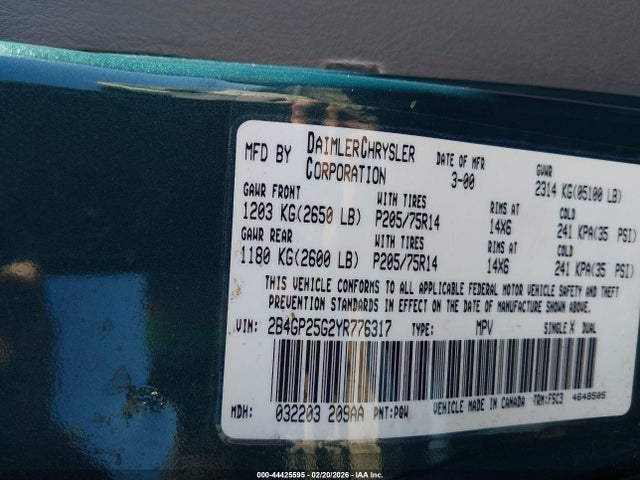 MFD BY DAIMLERCHRYSLER CORPORATION DATE OF MFR 3-00 GVWR 2314 KG(05100 LB)
GAWR FRONT WITH TIRES RIMS AT COLD
1203 KG(2650 LB) P205/75R14 14X6 241 KPA(35 PSI)
GAWR REAR WITH TIRES RIMS AT COLD
1180 KG(2600 LB) P205/75R14 14X6 241 KPA(35 PSI)
THIS VEHICLE CONFORMS TO ALL APPLICABLE FEDERAL MOTOR VEHICLE SAFETY AND THEFT
PREVENTION STANDARDS IN EFFECT ON THE DATE OF MANUFACTURE SHOWN ABOVE.
VIN: 2B4GP25G2YR776317 TYPE: MPV SINGLE X DUAL
MDH: 032203 209AA PNT:PQW VEHICLE MADE IN CANADA TRM:F5C3 4648505
000-44425595 - 02/20/2026 - IAA Inc.